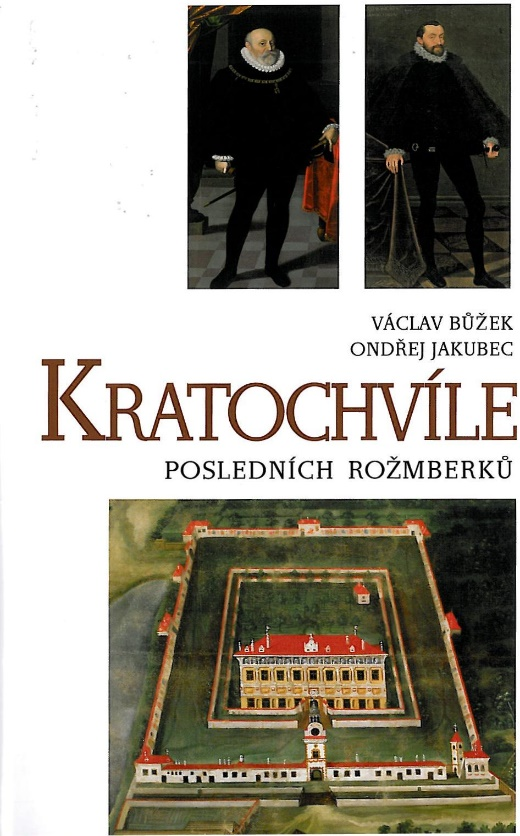 VÁCLAV BŮŽEK
ONDŘEJ JAKUBEC
KRATOCHVÍLE
POSLEDNÍCH ROŽMBERKŮ